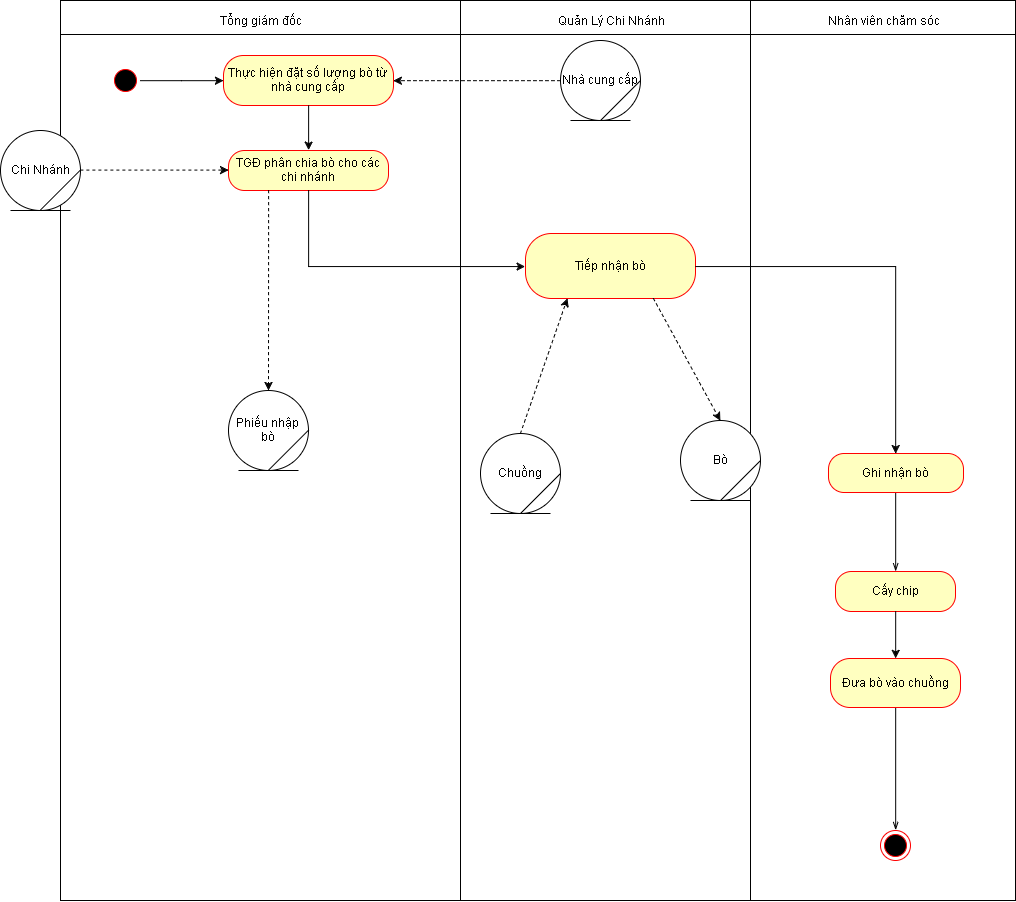 Tổng giám đốc
Quản Lý Chi Nhánh
Nhân viên chăm sóc
Thực hiện đặt số lượng bò từ
nhà cung cấp
Nhà cung cấp
Chi Nhánh
TGĐ phân chia bò cho các
chi nhánh
Tiếp nhận bò
Phiếu nhập
bò
Chuồng
Bò
Ghi nhận bò
Cấy chip
Đưa bò vào chuồng